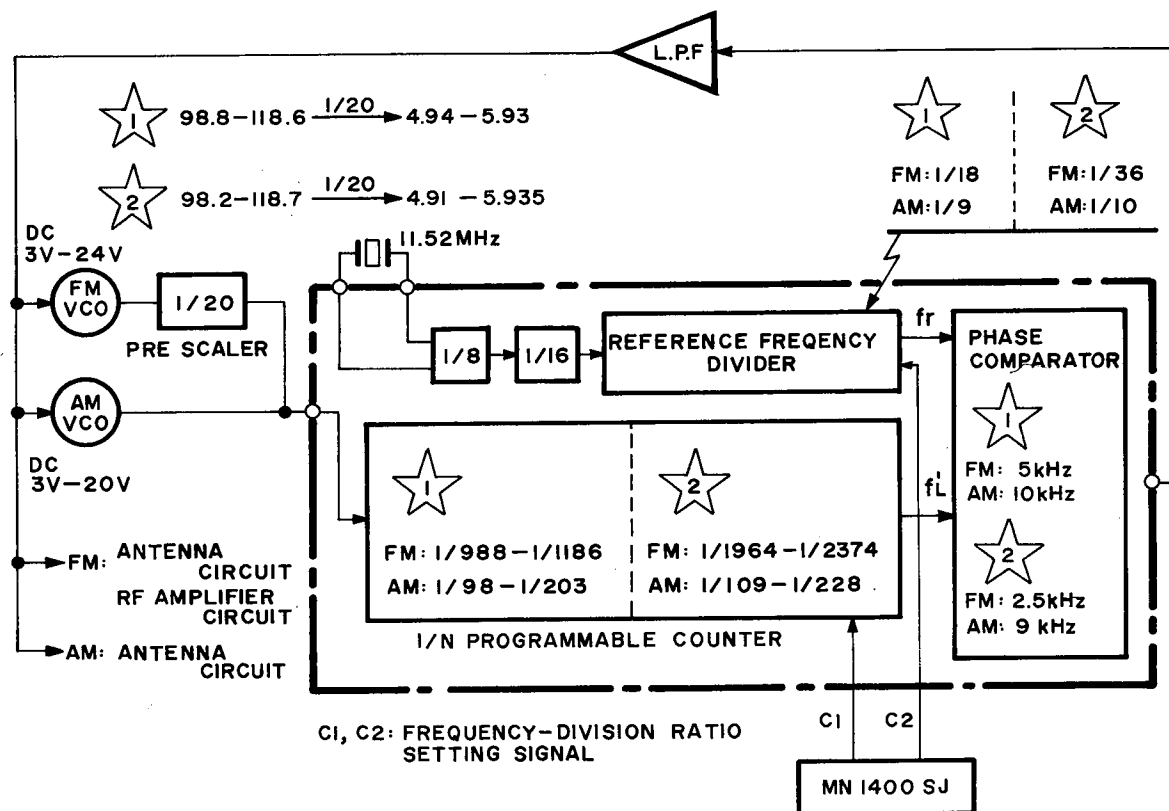 L.P.F
1 98.8-118.6 1/20 4.94-5.93
2 98.2-118.7 1/20 4.91-5.935
1
FM:1/18
AM:1/9
2
FM:1/36
AM:1/10
DC
3V-24V
FM
VCO
1/20
PRE SCALER
AM
VCO
DC
3V-20V
11.52MHz
1/8
1/16
REFERENCE FREQENCY
DIVIDER
fr
PHASE
COMPARATOR
1
FM: 5kHz
AM: 10kHz
2
FM: 2.5kHz
AM: 9 kHz
1
FM: 1/988-1/1186
AM: 1/98-1/203
2
FM: 1/1964-1/2374
AM: 1/109-1/228
fL'
1/N PROGRAMMABLE COUNTER
FM: ANTENNA
CIRCUIT
RF AMPLIFIER
CIRCUIT
AM: ANTENNA
CIRCUIT
C1, C2: FREQUENCY-DIVISION RATIO
SETTING SIGNAL
C1
C2
MN 1400 SJ